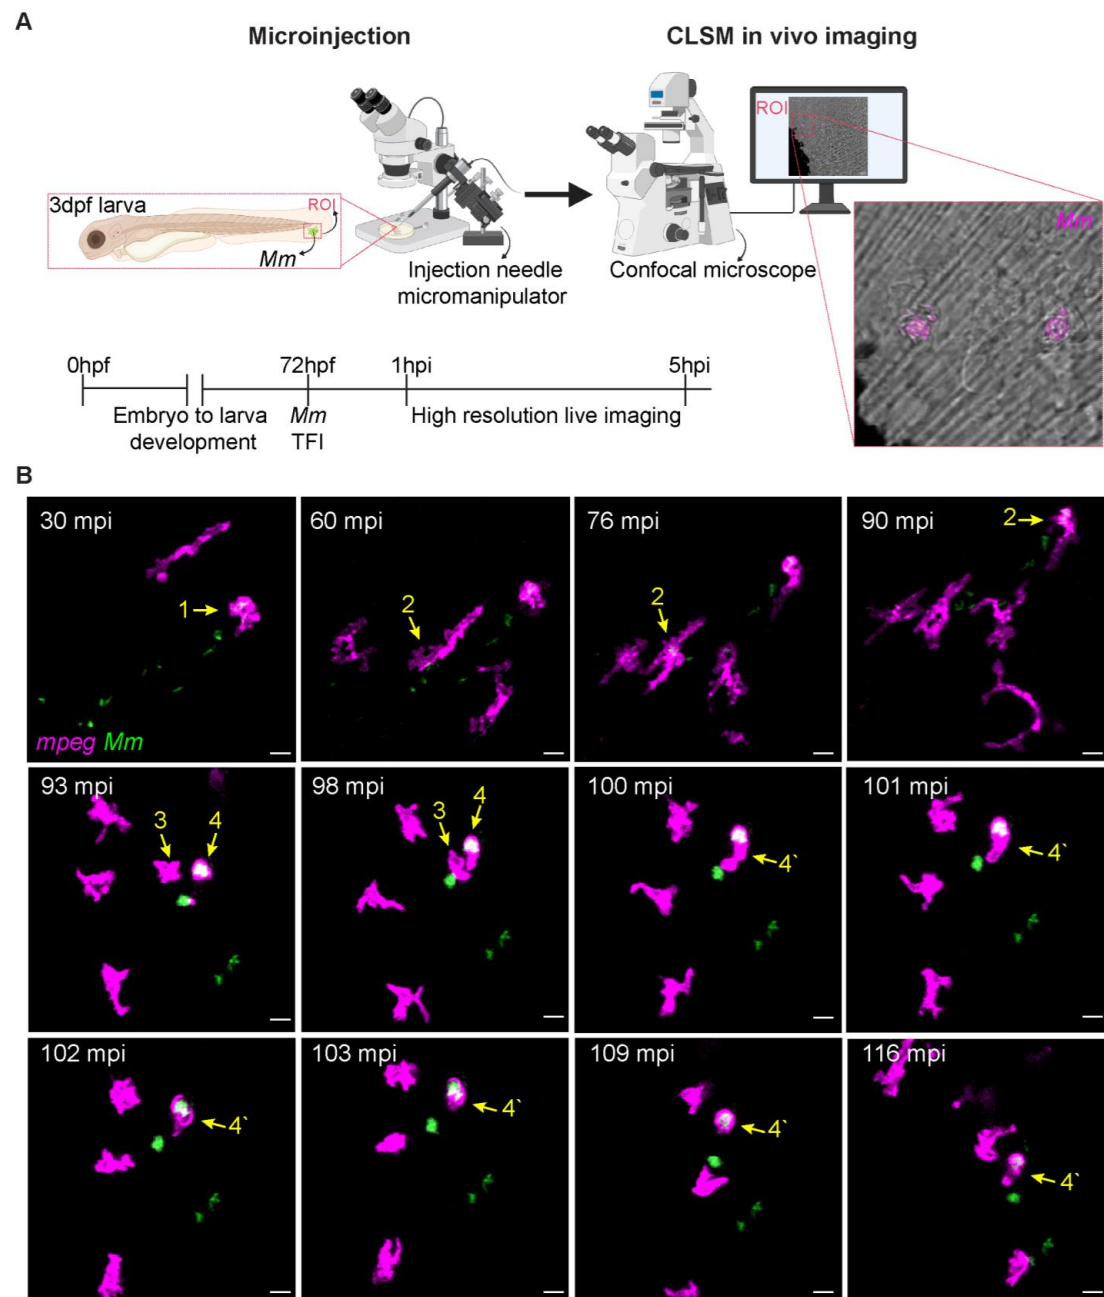 A
Microinjection
CLSM in vivo imaging
ROI
3dpf larva
ROI
Mm
Mm
Injection needle
micromanipulator
Confocal microscope
0hpf
72hpf
1hpi
5hpi
Embryo to larva
development
Mm
TFI
High resolution live imaging
B
30 mpi
1
mpeg Mm
60 mpi
2
76 mpi
2
90 mpi
2
93 mpi
3
4
98 mpi
3
4
100 mpi
4`
101 mpi
4`
102 mpi
4`
103 mpi
4`
109 mpi
4`
116 mpi
4`